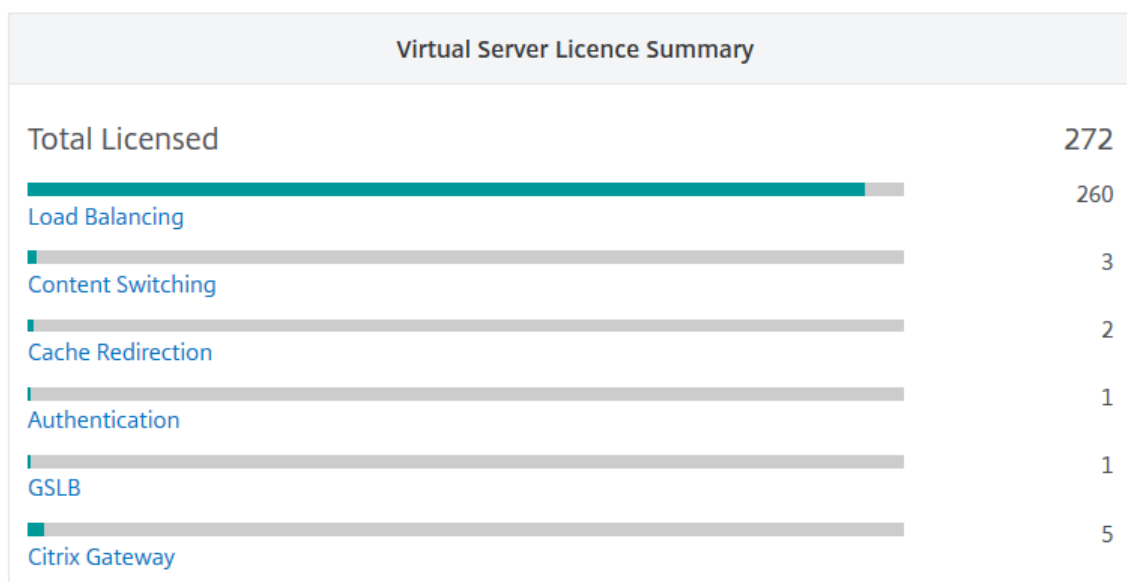 Virtual Server Licence Summary
Total Licensed 272
260
Load Balancing
3
Content Switching
2
Cache Redirection
1
Authentication
1
GSLB
5
Citrix Gateway